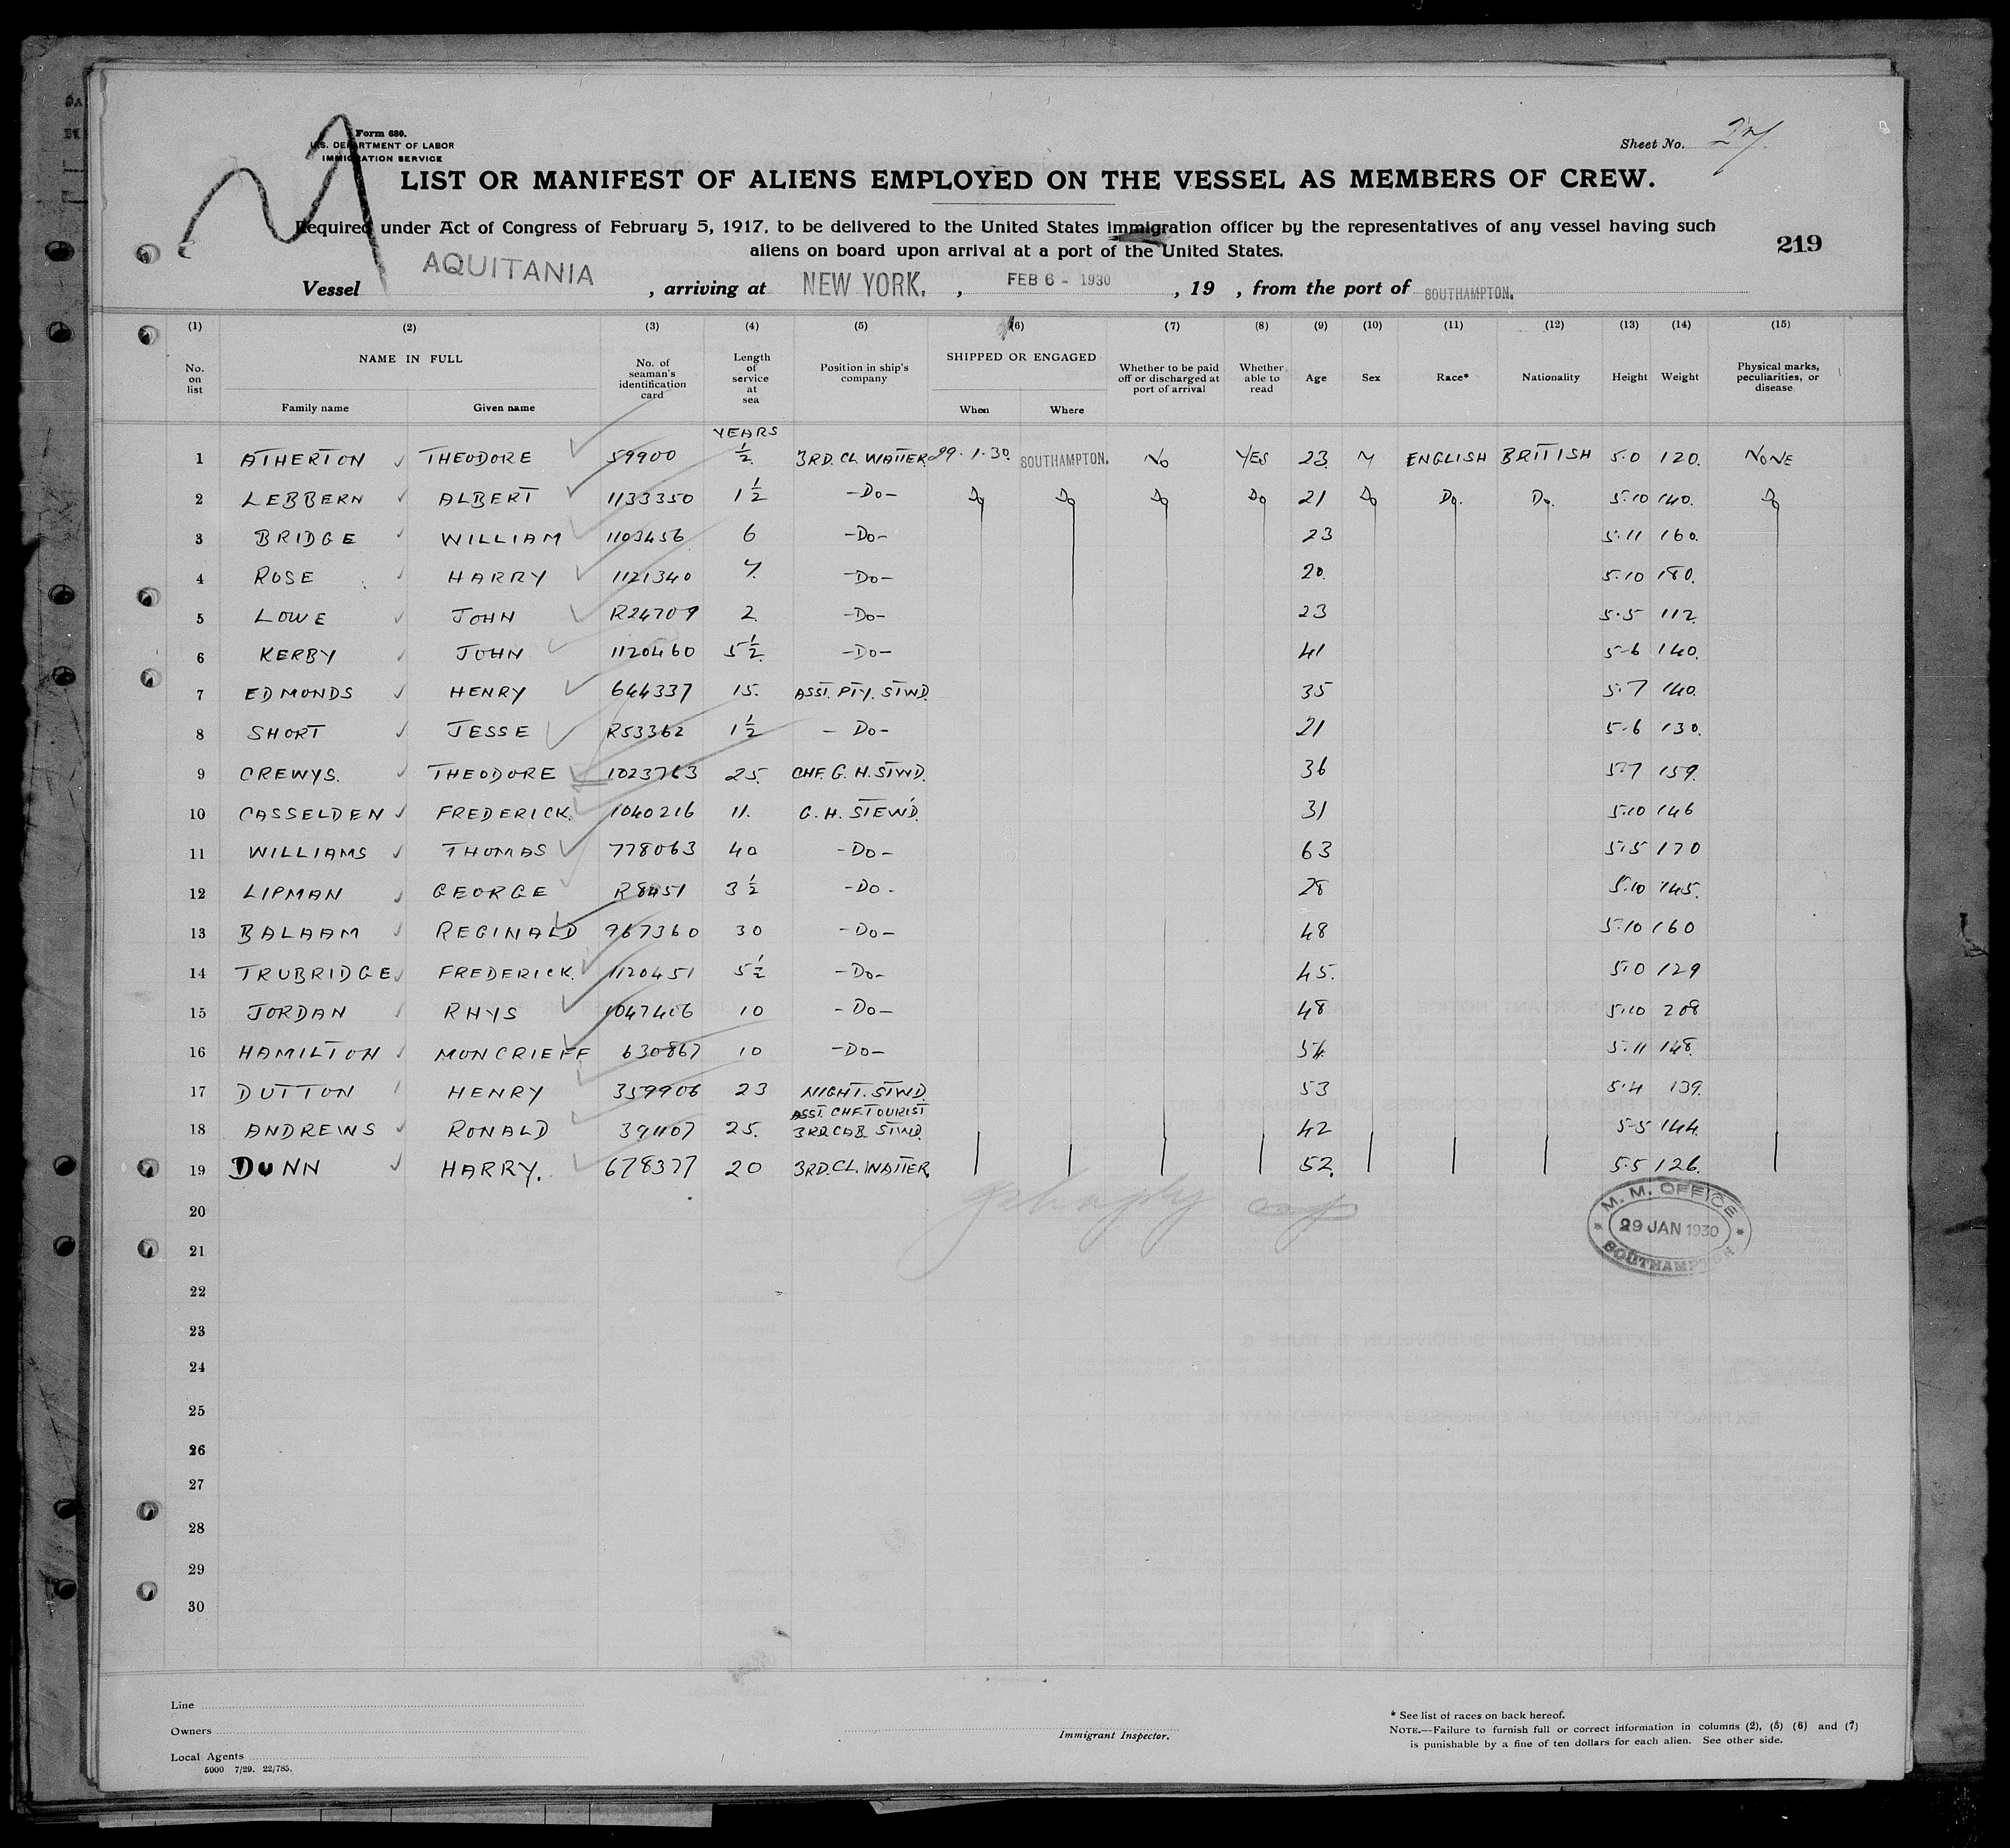 Form 680.
U.S. DEPARTMENT OF LABOR
IMMIGRATION SERVICE
Sheet No.
LIST OR MANIFEST OF ALIENS EMPLOYED ON THE VESSEL AS MEMBERS OF CREW.
Required under Act of Congress of February 5, 1917, to be delivered to the United States immigration officer by the representatives of any vessel having such
aliens on board upon arrival at a port of the United States.
219
Vessel AQUITANIA , arriving at NEW YORK. , FEB 6 - 1930 , 19 , from the port of SOUTHAMPTON.
(1) (2) (3) (4) (5) (6) (7) (8) (9) (10) (11) (12) (13) (14) (15)
No. on list NAME IN FULL Family name Given name No. of seaman's identification card Length of service at sea Position in ship's company SHIPPED OR ENGAGED When Where Whether to be paid off or discharged at port of arrival Whether able to read Age Sex Race* Nationality Height Weight Physical marks, peculiarities, or disease
YEARS
1 ATHERTON THEODORE 59900 ½ 3RD. CL. WAITER 29.1.30. SOUTHAMPTON. NO YES 23. M ENGLISH BRITISH 5.0 120. NONE
2 LEBBERN ALBERT 1133350 1½ -Do- Do Do Do Do 21 Do Do. Do. 5.10 140. Do
3 BRIDGE WILLIAM 1103456 6 -Do- 23 5.11 160.
4 ROSE HARRY 1121340 -Do- 20. 5.10 180.
5 LOWE JOHN R24709 2. -Do- 23 5.5 112.
6 KERBY JOHN 1120460 5½ -Do- 41 5-6 140.
7 EDMONDS HENRY 644337 15. ASST. PTY. STWD. 35 5.7 140.
8 SHORT JESSE R53362 1½ - Do- 21 5.6 130.
9 CREWYS. THEODORE 1023763 25. CHF. G. H. STWD. 36 5.7 159.
10 CASSELDEN FREDERICK. 1040216 11. G. H. STEWD. 31 5.10 146
11 WILLIAMS THOMAS 778063 40 -Do- 63 5.5 170
12 LIPMAN GEORGE R8451 3½ -Do- 28 5.10 145.
13 BALAAM REGINALD 967360 30 -Do- 48 5.10 160
14 TRUBRIDGE FREDERICK. 1120451 5½ -Do- 45. 5.0 129
15 JORDAN RHYS 10 -Do- 48 5.10 208
16 HAMILTON MONCRIEFF 630867 10 -Do- 54. 5.11 148.
17 DUTTON HENRY 359906 23 NIGHT. STWD. 53 5.4 139.
18 ANDREWS RONALD 25. ASST. CHF. TOURIST 3RD CAB. STWD. 42 5-5 144.
19 DUNN HARRY. 678377 20 3RD. CL. WAITER. 52. 5.5 126.
20
M. M. OFFICE
29 JAN 1930
SOUTHAMPTON
21
22
23
24
25
26
27
28
29
30
Line
Owners
Local Agents
5000 7/29. 22/785.
Immigrant Inspector.
* See list of races on back hereof.
NOTE.—Failure to furnish full or correct information in columns (2), (5) (6) and (7)
is punishable by a fine of ten dollars for each alien. See other side.